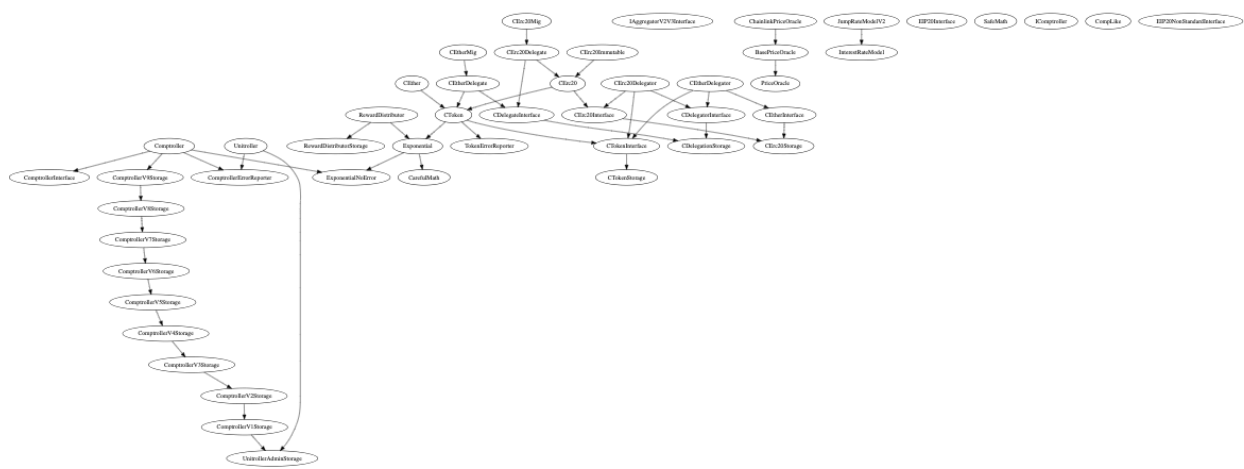 CErc20Mig
IAggregatorV2V3Interface
ChainlinkPriceOracle
JumpRateModelV2
EIP20Interface
SafeMath
IComptroller
CompLike
EIP20NonStandardInterface
CEtherMig
CErc20Delegate
CErc20Immutable
BasePriceOracle
InterestRateModel
CEther
CEtherDelegate
CErc20
CErc20Delegator
CEtherDelegator
PriceOracle
RewardDistributor
CToken
CDelegateInterface
CErc20Interface
CDelegatorInterface
CEtherInterface
Comptroller
Unitroller
RewardDistributorStorage
Exponential
TokenErrorReporter
CTokenInterface
CDelegationStorage
CErc20Storage
ComptrollerInterface
ComptrollerV9Storage
ComptrollerErrorReporter
ExponentialNoError
CarefulMath
CTokenStorage
ComptrollerV8Storage
ComptrollerV7Storage
ComptrollerV6Storage
ComptrollerV5Storage
ComptrollerV4Storage
ComptrollerV3Storage
ComptrollerV2Storage
ComptrollerV1Storage
UnitrollerAdminStorage